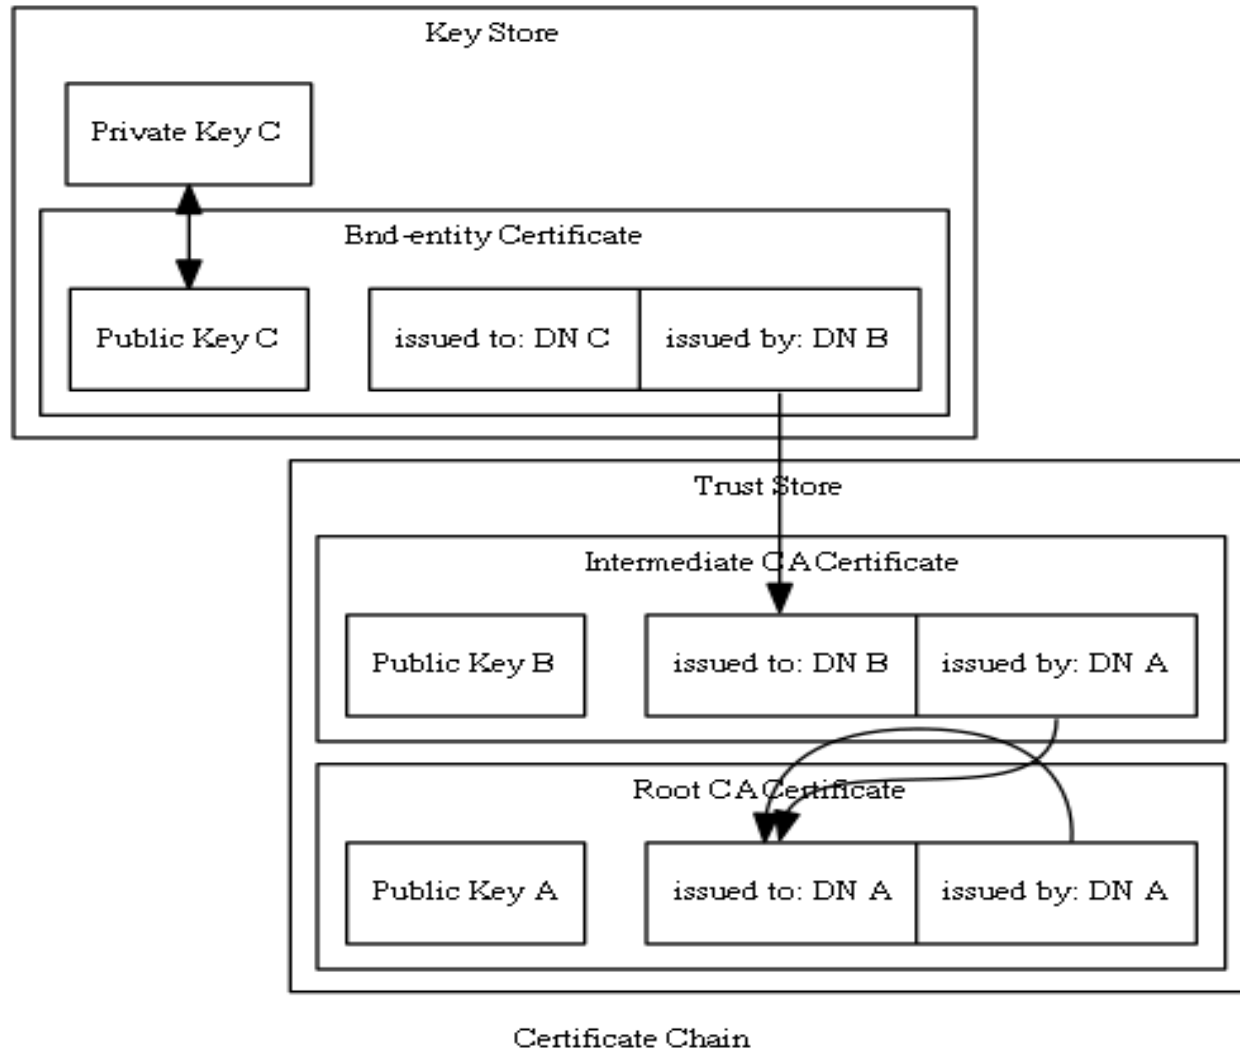 Key Store
Private Key C
End-entity Certificate
Public Key C
issued to: DN C
issued by: DN B
Trust Store
Intermediate CA Certificate
Public Key B
issued to: DN B
issued by: DN A
Root CA Certificate
Public Key A
issued to: DN A
issued by: DN A
Certificate Chain